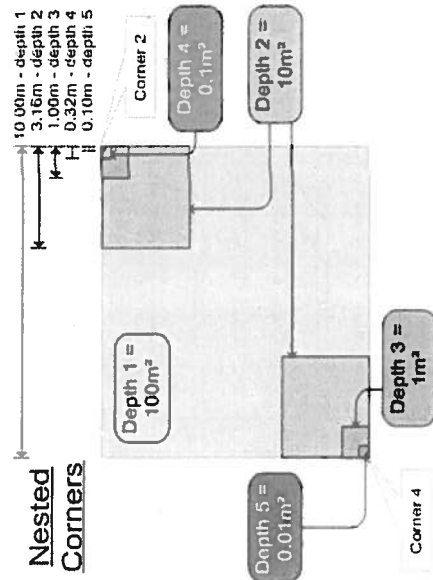 Nested
Corners
10 00m - depth 1
3.16m - depth 2
1.00m - depth 3
0.32m - depth 4
0.10m - depth 5
Corner 2
Depth 4 =
0.1m²
Depth 2 =
10m²
Depth 1 =
100m²
Depth 5 =
0.01m²
Depth 3 =
1m²
Corner 4